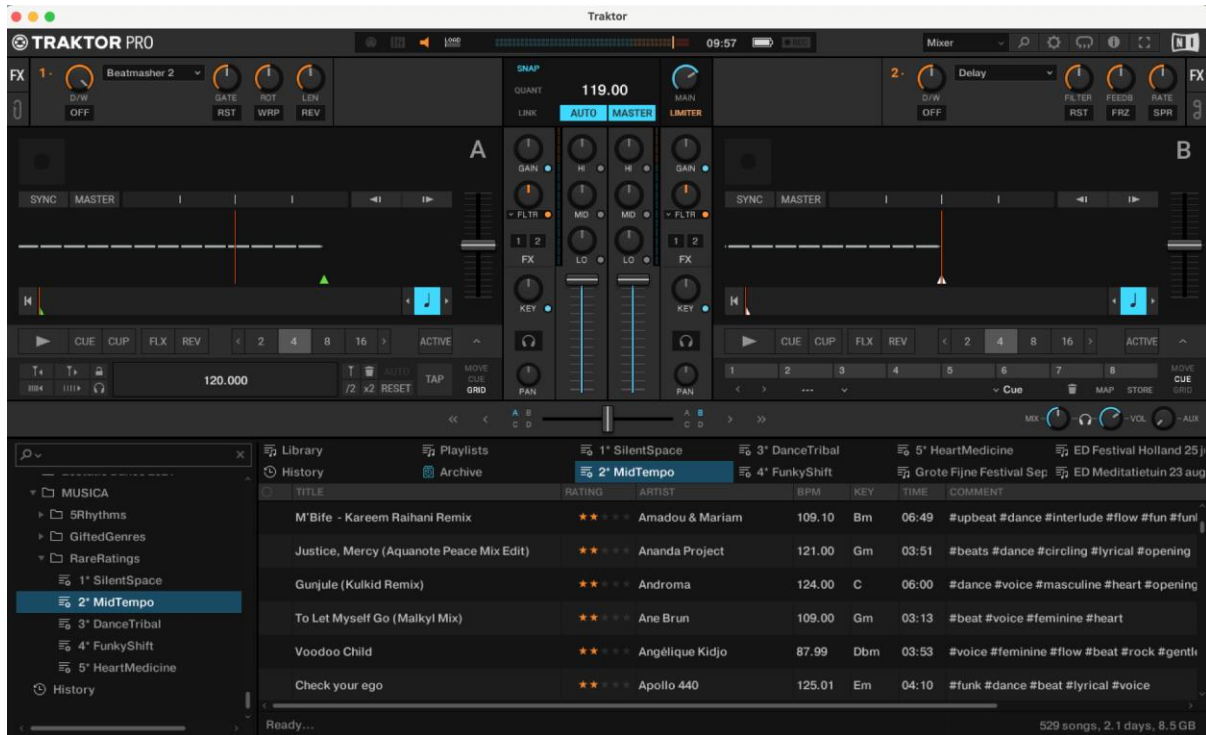 Traktor
TRAKTOR PRO
LOAD
09:57
REC
Mixer
NI
FX 1 Beatmasher 2
D/W GATE ROT LEN
OFF RST WRP REV
SNAP
QUANT 119.00 MAIN
LINK AUTO MASTER LIMITER
2 Delay FX
D/W FILTER FEEDB RATE
OFF RST FRZ SPR
A
SYNC MASTER
GAIN HI HI GAIN
FLTR MID MID FLTR
1 2 1 2
FX LO LO FX
KEY KEY
PAN PAN
B
SYNC MASTER
CUE CUP FLX REV < 2 4 8 16 > ACTIVE
120.000
AUTO
/2 x2 RESET
TAP
MOVE
CUE
GRID
CUE CUP FLX REV < 2 4 8 16 > ACTIVE
1 2 3 4 5 6 7 8
< > --- Cue MAP STORE
MOVE
CUE
GRID
<< < A B A B > >>
C D C D
MIX VOL AUX
Library Playlists 1* SilentSpace 3* DanceTribal 5* HeartMedicine ED Festival Holland 25 j
History Archive 2* MidTempo 4* FunkyShift Grote Fijne Festival Sep ED Meditatietuin 23 aug
MUSICA
5Rhythms
GiftedGenres
RareRatings
1* SilentSpace
2* MidTempo
3* DanceTribal
4* FunkyShift
5* HeartMedicine
History
TITLE RATING ARTIST BPM KEY TIME COMMENT
M'Bife - Kareem Raihani Remix Amadou & Mariam 109.10 Bm 06:49 #upbeat #dance #interlude #flow #fun #funl
Justice, Mercy (Aquanote Peace Mix Edit) Ananda Project 121.00 Gm 03:51 #beats #dance #circling #lyrical #opening
Gunjule (Kulkid Remix) Androma 124.00 C 06:00 #dance #voice #masculine #heart #opening
To Let Myself Go (Malkyl Mix) Ane Brun 109.00 Gm 03:13 #beat #voice #feminine #heart
Voodoo Child Angélique Kidjo 87.99 Dbm 03:53 #voice #feminine #flow #beat #rock #gentl
Check your ego Apollo 440 125.01 Em 04:10 #funk #dance #beat #lyrical #voice
Ready...
529 songs, 2.1 days, 8.5 GB